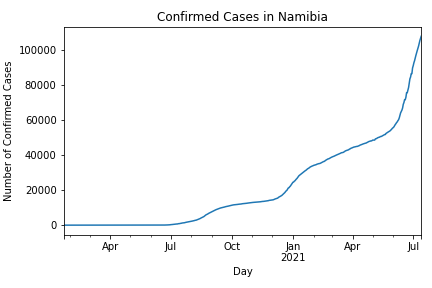 Confirmed Cases in Namibia
Number of Confirmed Cases
100000
80000
60000
40000
20000
0
Apr Jul Oct Jan Apr Jul
2021
Day